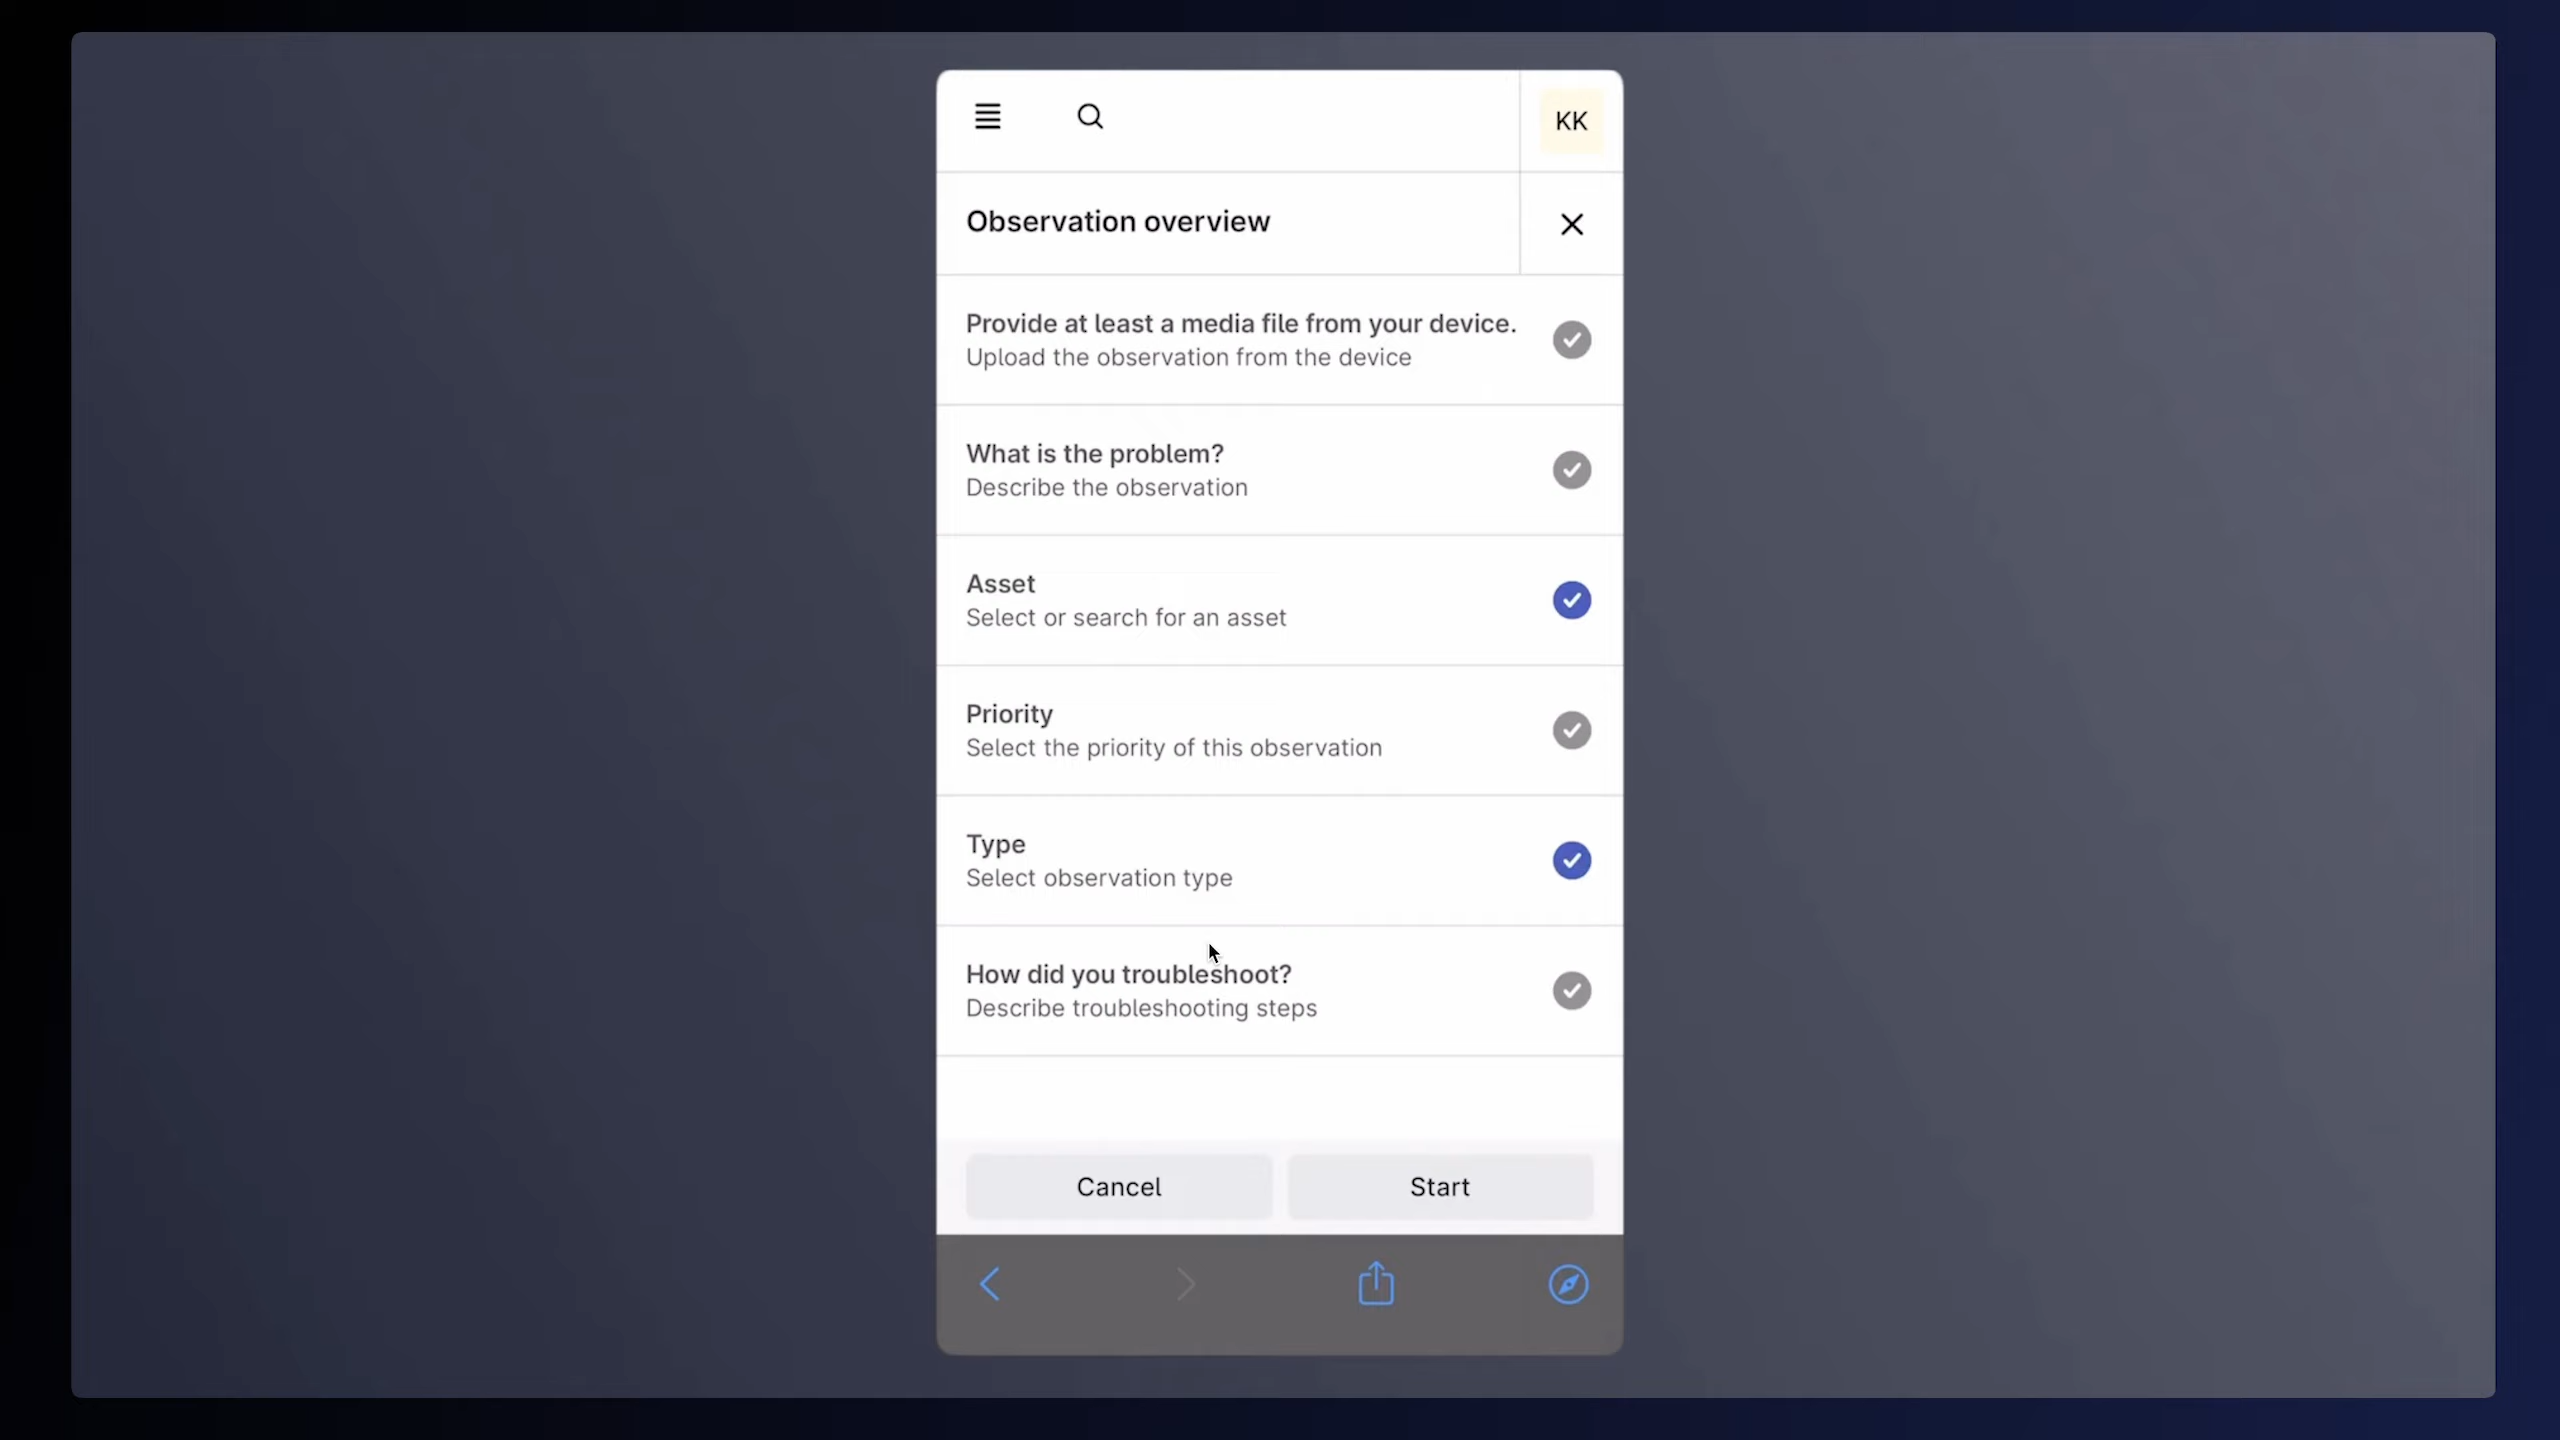 KK
Observation overview
Provide at least a media file from your device.
Upload the observation from the device
What is the problem?
Describe the observation
Asset
Select or search for an asset
Priority
Select the priority of this observation
Type
Select observation type
How did you troubleshoot?
Describe troubleshooting steps
Cancel
Start